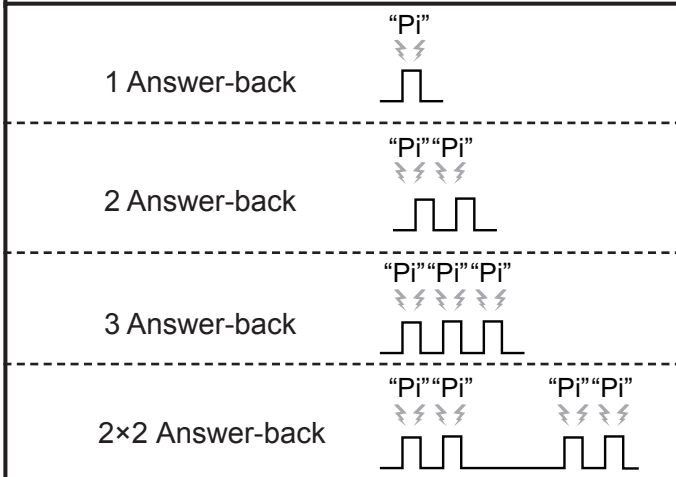 “Pi”
1 Answer-back
“Pi”“Pi”
2 Answer-back
“Pi”“Pi”“Pi”
3 Answer-back
“Pi”“Pi” “Pi”“Pi”
2×2 Answer-back